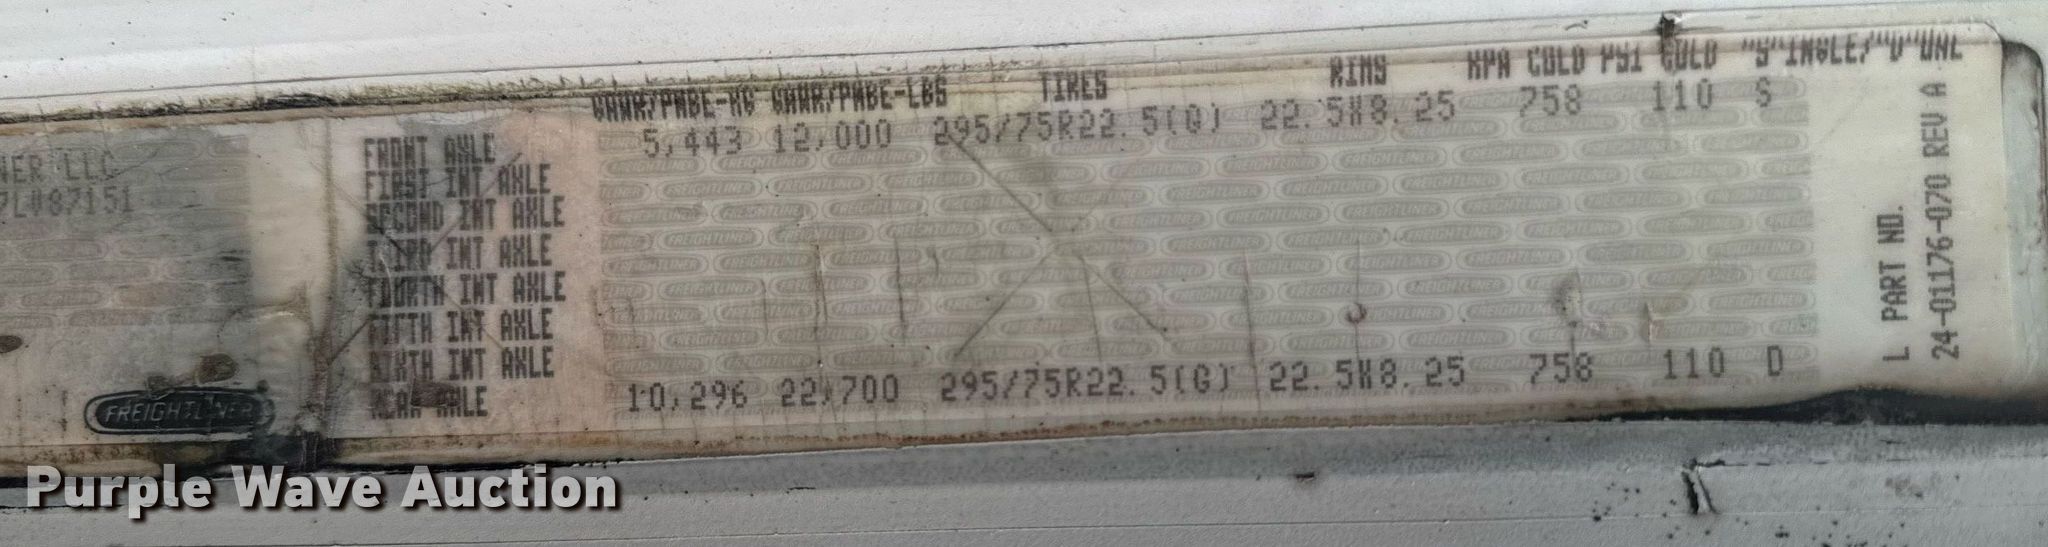 GAWR/PNBE-KG GAWR/PNBE-LBS TIRES RIMS KPA COLD PSI COLD "S"INGLE/"D"UAL
FRONT AXLE 5,443 12,000 295/75R22.5(G) 22.5X8.25 758 110 S
FIRST INT AXLE
SECOND INT AXLE
THIRD INT AXLE
FOURTH INT AXLE
FIFTH INT AXLE
SIXTH INT AXLE
REAR AXLE 10,296 22,700 295/75R22.5(G) 22.5X8.25 758 110 D
NER LLC
87151
FREIGHTLINER
L PART NO.
24-01176-070 REV A
Purple Wave Auction